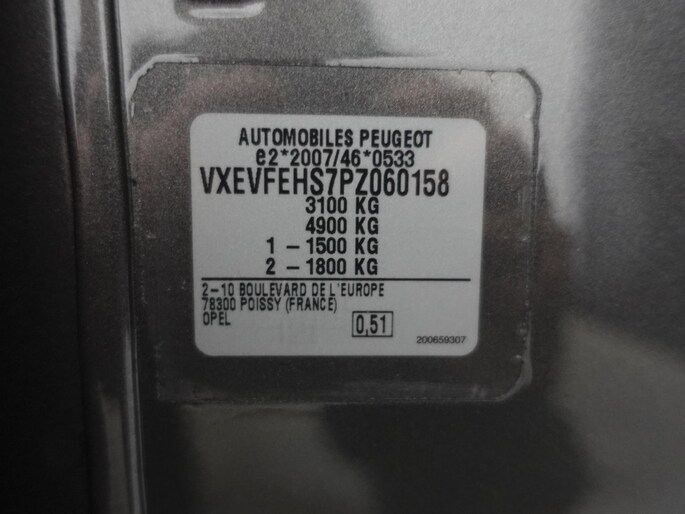 AUTOMOBILES PEUGEOT
e2*2007/46*0533
VXEVFEHS7PZ060158
3100 KG
4900 KG
1 - 1500 KG
2 - 1800 KG
2-10 BOULEVARD DE L'EUROPE
78300 POISSY (FRANCE)
OPEL
0,51
200659307